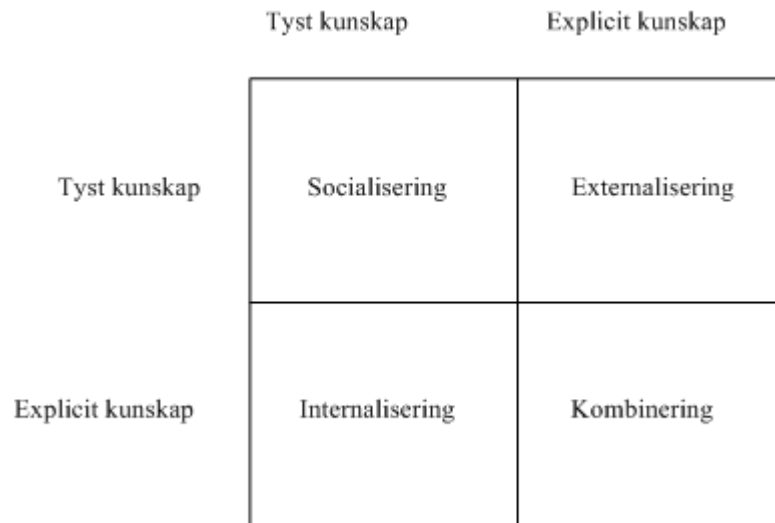 Tyst kunskap Explicit kunskap
Tyst kunskap Socialisering Externalisering
Explicit kunskap Internalisering Kombinering